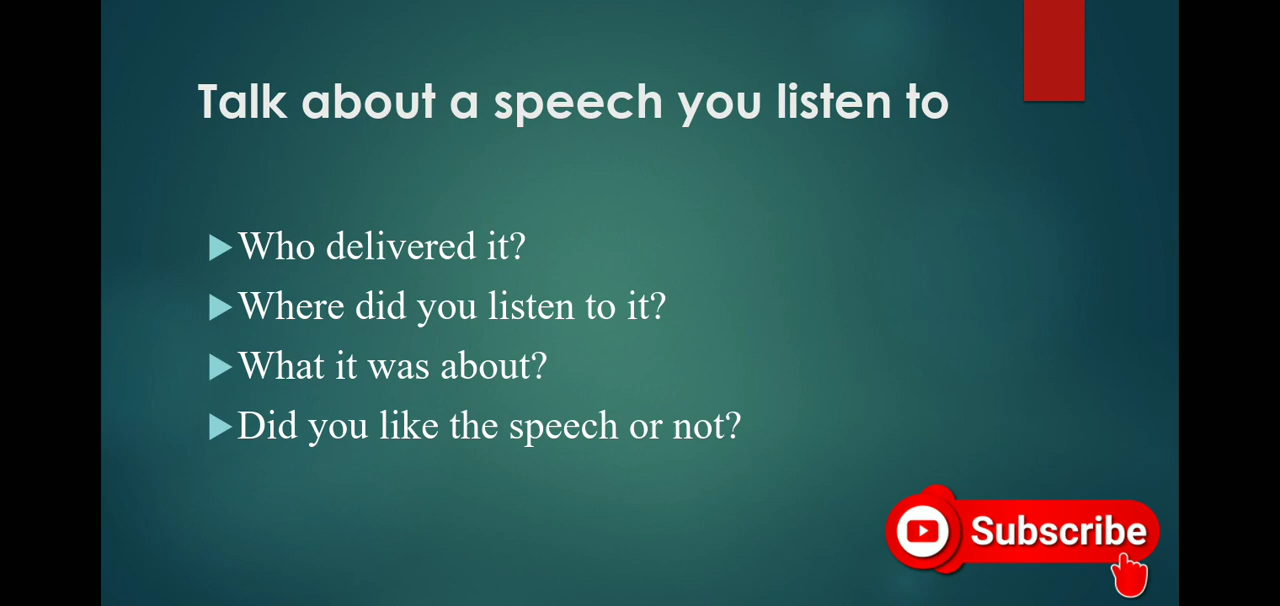 Talk about a speech you listen to
Who delivered it?
Where did you listen to it?
What it was about?
Did you like the speech or not?
Subscribe